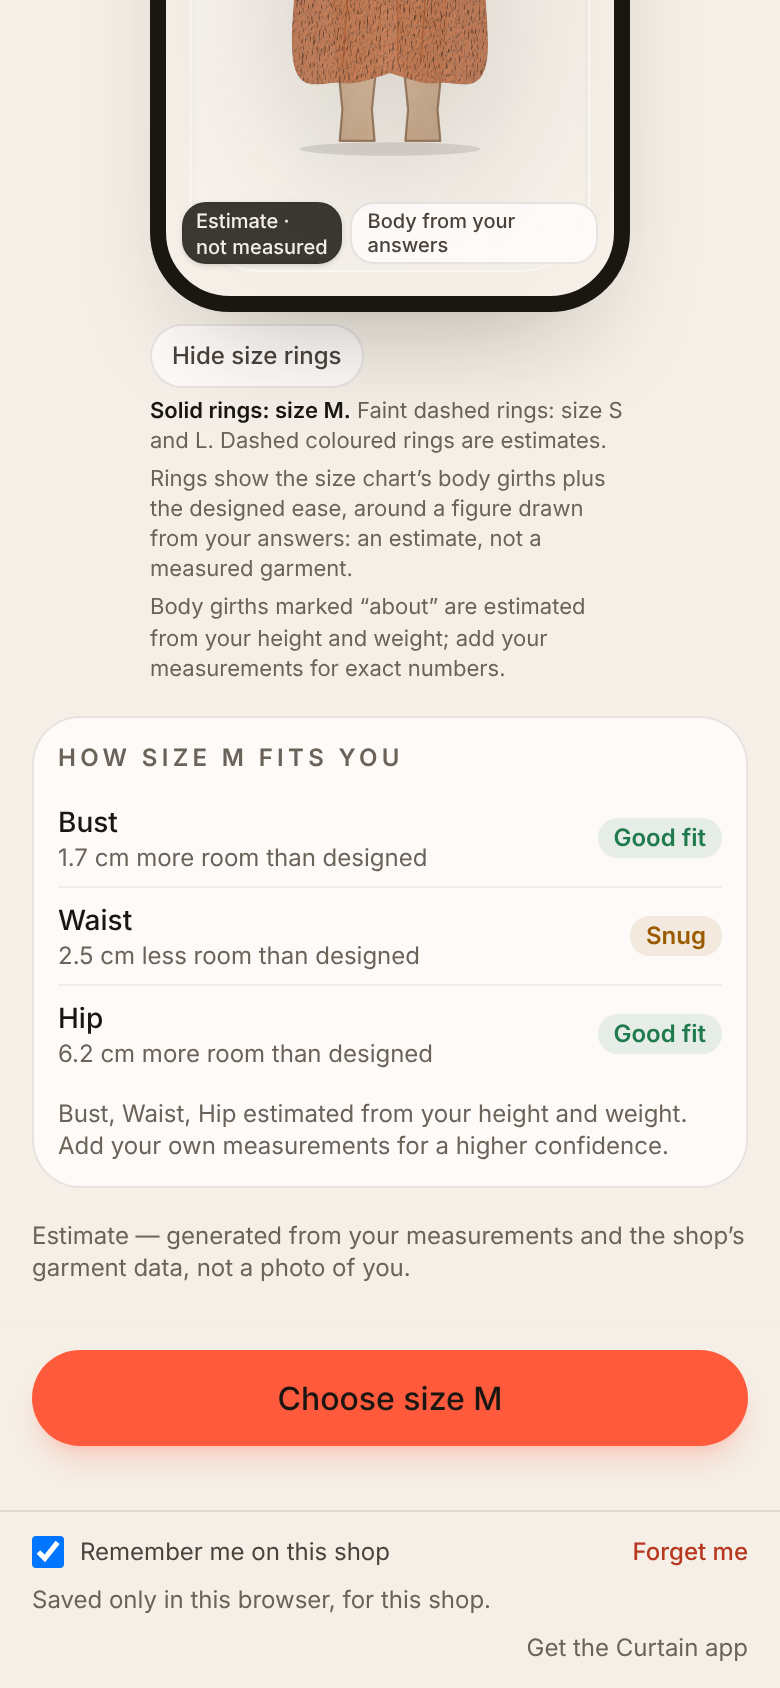 Estimate ·
not measured
Body from your
answers
Hide size rings
Solid rings: size M. Faint dashed rings: size S
and L. Dashed coloured rings are estimates.
Rings show the size chart’s body girths plus
the designed ease, around a figure drawn
from your answers: an estimate, not a
measured garment.
Body girths marked “about” are estimated
from your height and weight; add your
measurements for exact numbers.
HOW SIZE M FITS YOU
Bust
1.7 cm more room than designed
Good fit
Waist
2.5 cm less room than designed
Snug
Hip
6.2 cm more room than designed
Good fit
Bust, Waist, Hip estimated from your height and weight.
Add your own measurements for a higher confidence.
Estimate — generated from your measurements and the shop’s
garment data, not a photo of you.
Choose size M
Remember me on this shop
Forget me
Saved only in this browser, for this shop.
Get the Curtain app